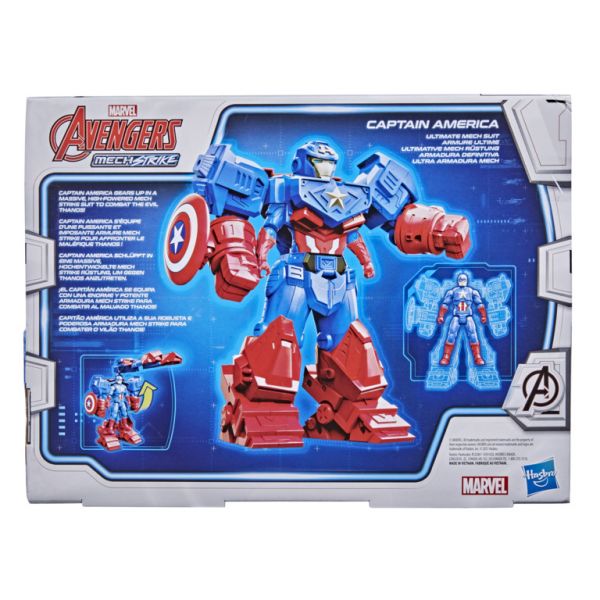 MARVEL
AVENGERS
MECHSTRIKE
CAPTAIN AMERICA
ULTIMATE MECH SUIT
ARMURE ULTIME
ULTIMATIVE MECH RÜSTUNG
ARMADURA DEFINITIVA
ULTRA ARMADURA MECH
CAPTAIN AMERICA GEARS UP IN A
MASSIVE, HIGH-POWERED MECH
STRIKE SUIT TO COMBAT THE EVIL
THANOS!
CAPTAIN AMERICA S'ÉQUIPE
D'UNE PUISSANTE ET
IMPOSANTE ARMURE MECH
STRIKE POUR AFFRONTER LE
MALÉFIQUE THANOS !
CAPTAIN AMERICA SCHLÜPFT IN
EINE MASSIVE,
HOCHENTWICKELTE MECH
STRIKE RÜSTUNG, UM GEGEN
THANOS ANZUTRETEN.
¡EL CAPITÁN AMÉRICA SE EQUIPA
CON UNA ENORME Y POTENTE
ARMADURA MECH STRIKE PARA
COMBATIR AL MALVADO THANOS!
CAPITÃO AMÉRICA UTILIZA A SUA ROBUSTA E
PODEROSA ARMADURA MECH STRIKE PARA
COMBATER O VILÃO THANOS!
MADE IN VIETNAM. FABRIQUÉ AU VIETNAM.
MARVEL
Hasbro